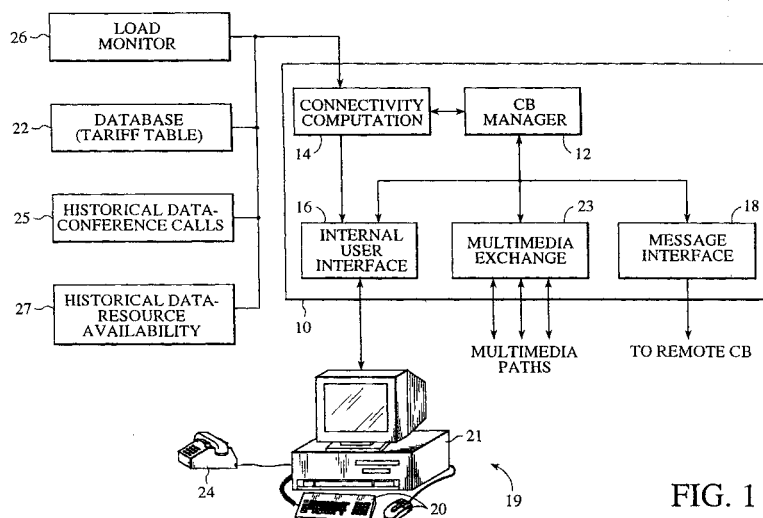 26
LOAD
MONITOR
22
DATABASE
(TARIFF TABLE)
25
HISTORICAL DATA-
CONFERENCE CALLS
27
HISTORICAL DATA-
RESOURCE
AVAILABILITY
CONNECTIVITY
COMPUTATION
14
CB
MANAGER
12
16
INTERNAL
USER
INTERFACE
23
MULTIMEDIA
EXCHANGE
18
MESSAGE
INTERFACE
10
MULTIMEDIA
PATHS
TO REMOTE CB
21
24
20
19
FIG. 1